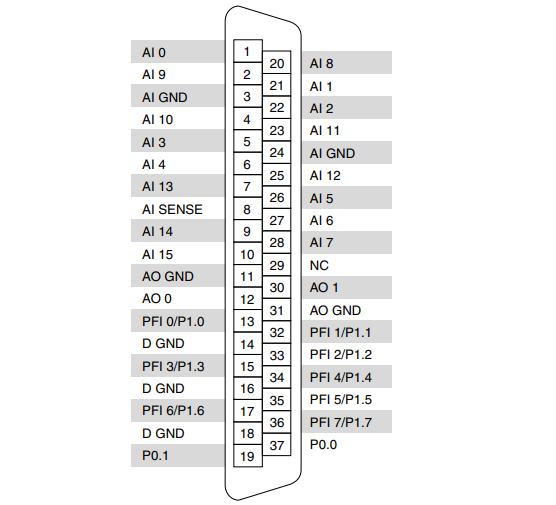 AI 0 1
20 AI 8
AI 9 2
21 AI 1
AI GND 3
22 AI 2
AI 10 4
23 AI 11
AI 3 5
24 AI GND
AI 4 6
25 AI 12
AI 13 7
26 AI 5
AI SENSE 8
27 AI 6
AI 14 9
28 AI 7
AI 15 10
29 NC
AO GND 11
30 AO 1
AO 0 12
31 AO GND
PFI 0/P1.0 13
32 PFI 1/P1.1
D GND 14
33 PFI 2/P1.2
PFI 3/P1.3 15
34 PFI 4/P1.4
D GND 16
35 PFI 5/P1.5
PFI 6/P1.6 17
36 PFI 7/P1.7
D GND 18
37 P0.0
P0.1 19